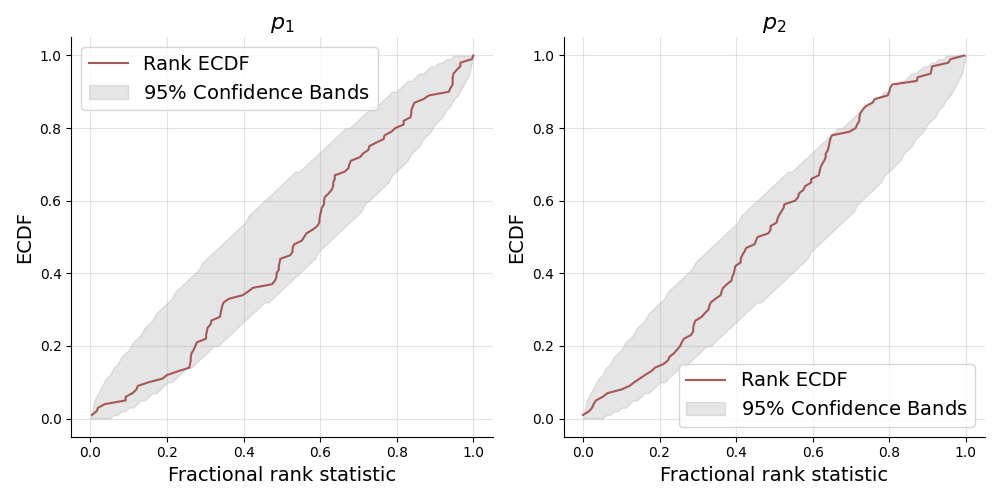 p1
1.0
0.8
0.6
0.4
0.2
0.0
ECDF
Rank ECDF
95% Confidence Bands
0.0 0.2 0.4 0.6 0.8 1.0
Fractional rank statistic
p2
1.0
0.8
0.6
0.4
0.2
0.0
ECDF
Rank ECDF
95% Confidence Bands
0.0 0.2 0.4 0.6 0.8 1.0
Fractional rank statistic